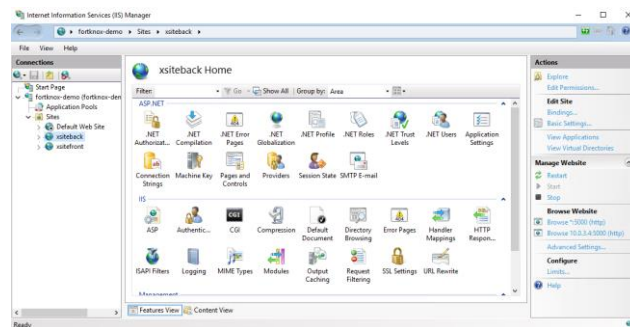 Internet Information Services (IIS) Manager
fortknox-demo ▸ Sites ▸ xsiteback ▸
File View Help
Connections
Start Page
fortknox-demo (fortknox-den
Application Pools
Sites
Default Web Site
xsiteback
xsitefront
xsiteback Home
Filter: Go Show All Group by: Area
ASP.NET
.NET Authorizat...
.NET Compilation
.NET Error Pages
.NET Globalization
.NET Profile
.NET Roles
.NET Trust Levels
.NET Users
Application Settings
Connection Strings
Machine Key
Pages and Controls
Providers
Session State
SMTP E-mail
IIS
ASP
Authentic...
CGI
Compression
Default Document
Directory Browsing
Error Pages
Handler Mappings
HTTP Respon...
ISAPI Filters
Logging
MIME Types
Modules
Output Caching
Request Filtering
SSL Settings
URL Rewrite
Management
Features View Content View
Actions
Explore
Edit Permissions...
Edit Site
Bindings...
Basic Settings...
View Applications
View Virtual Directories
Manage Website
Restart
Start
Stop
Browse Website
Browse *:5000 (http)
Browse 10.0.3.4:5000 (http)
Advanced Settings...
Configure
Limits...
Help
Ready